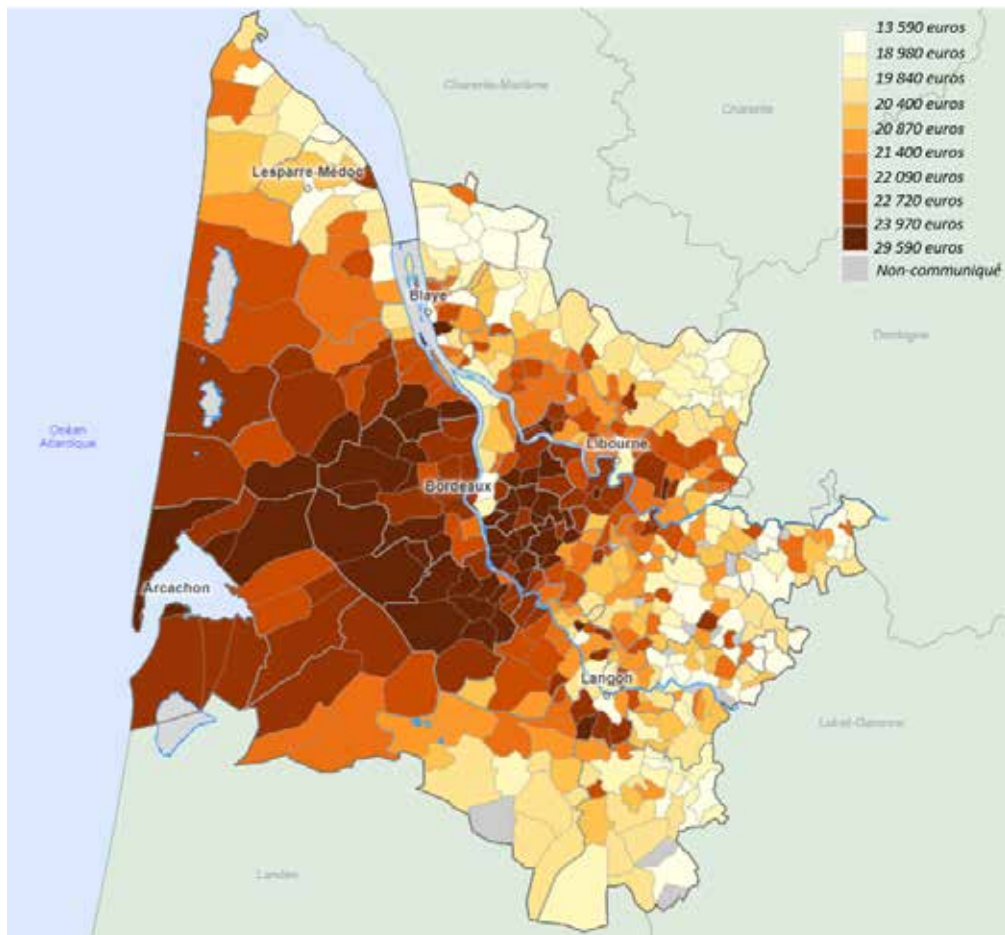 13 590 euros
18 980 euros
19 840 euros
20 400 euros
20 870 euros
21 400 euros
22 090 euros
22 720 euros
23 970 euros
29 590 euros
Non-communiqué
Charente-Maritime
Charente
Lesparre-Médoc
Blaye
Dordogne
Océan
Atlantique
Libourne
Bordeaux
Arcachon
Langon
Lot-et-Garonne
Landes